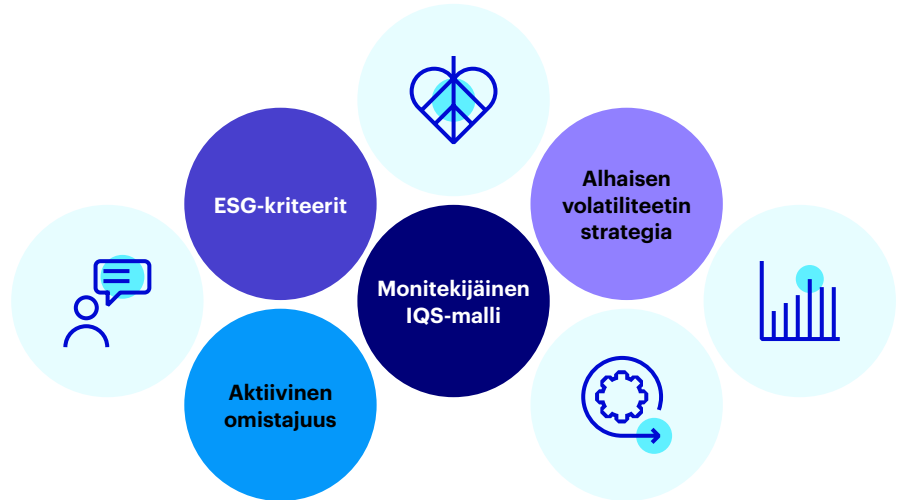 ESG-kriteerit
Alhaisen
volatiliteetin
strategia
Monitekijäinen
IQS-malli
Aktiivinen
omistajuus